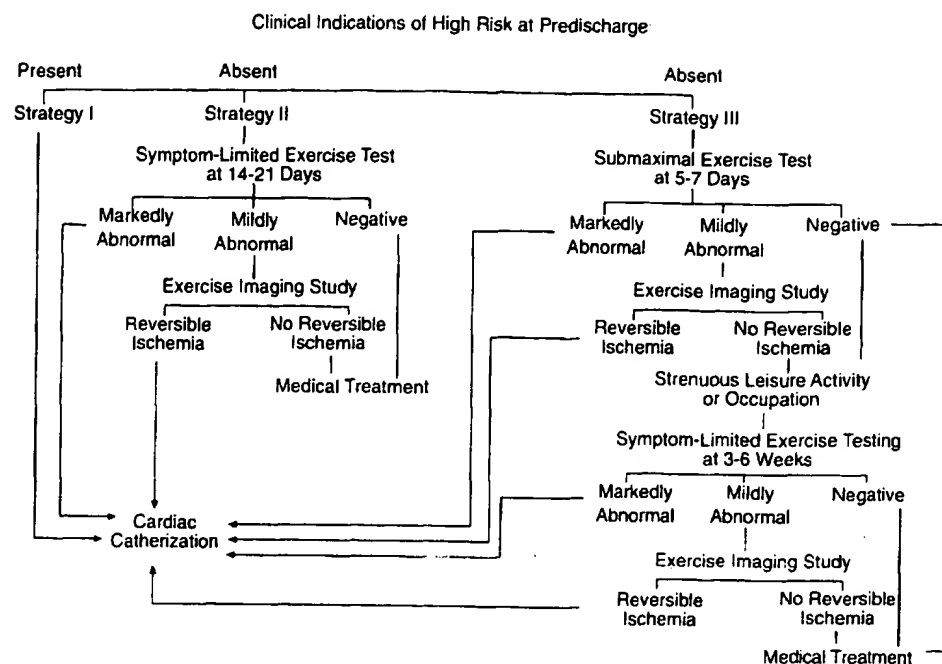 Clinical Indications of High Risk at Predischarge
Present
Absent
Absent
Strategy I
Strategy II
Strategy III
Symptom-Limited Exercise Test
at 14-21 Days
Submaximal Exercise Test
at 5-7 Days
Markedly
Abnormal
Mildly
Abnormal
Negative
Markedly
Abnormal
Mildly
Abnormal
Negative
Exercise Imaging Study
Exercise Imaging Study
Reversible
Ischemia
No Reversible
Ischemia
Reversible
Ischemia
No Reversible
Ischemia
Medical Treatment
Strenuous Leisure Activity
or Occupation
Symptom-Limited Exercise Testing
at 3-6 Weeks
Markedly
Abnormal
Mildly
Abnormal
Negative
Cardiac
Catherization
Exercise Imaging Study
Reversible
Ischemia
No Reversible
Ischemia
Medical Treatment